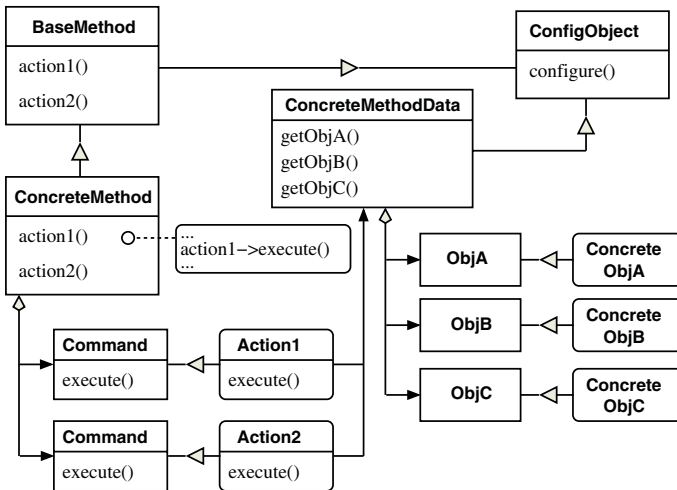 BaseMethod
action1()
action2()
ConfigObject
configure()
ConcreteMethodData
getObjA()
getObjB()
getObjC()
ConcreteMethod
action1()
action2()
...
action1->execute()
...
ObjA
Concrete
ObjA
ObjB
Concrete
ObjB
ObjC
Concrete
ObjC
Command
execute()
Action1
execute()
Command
execute()
Action2
execute()